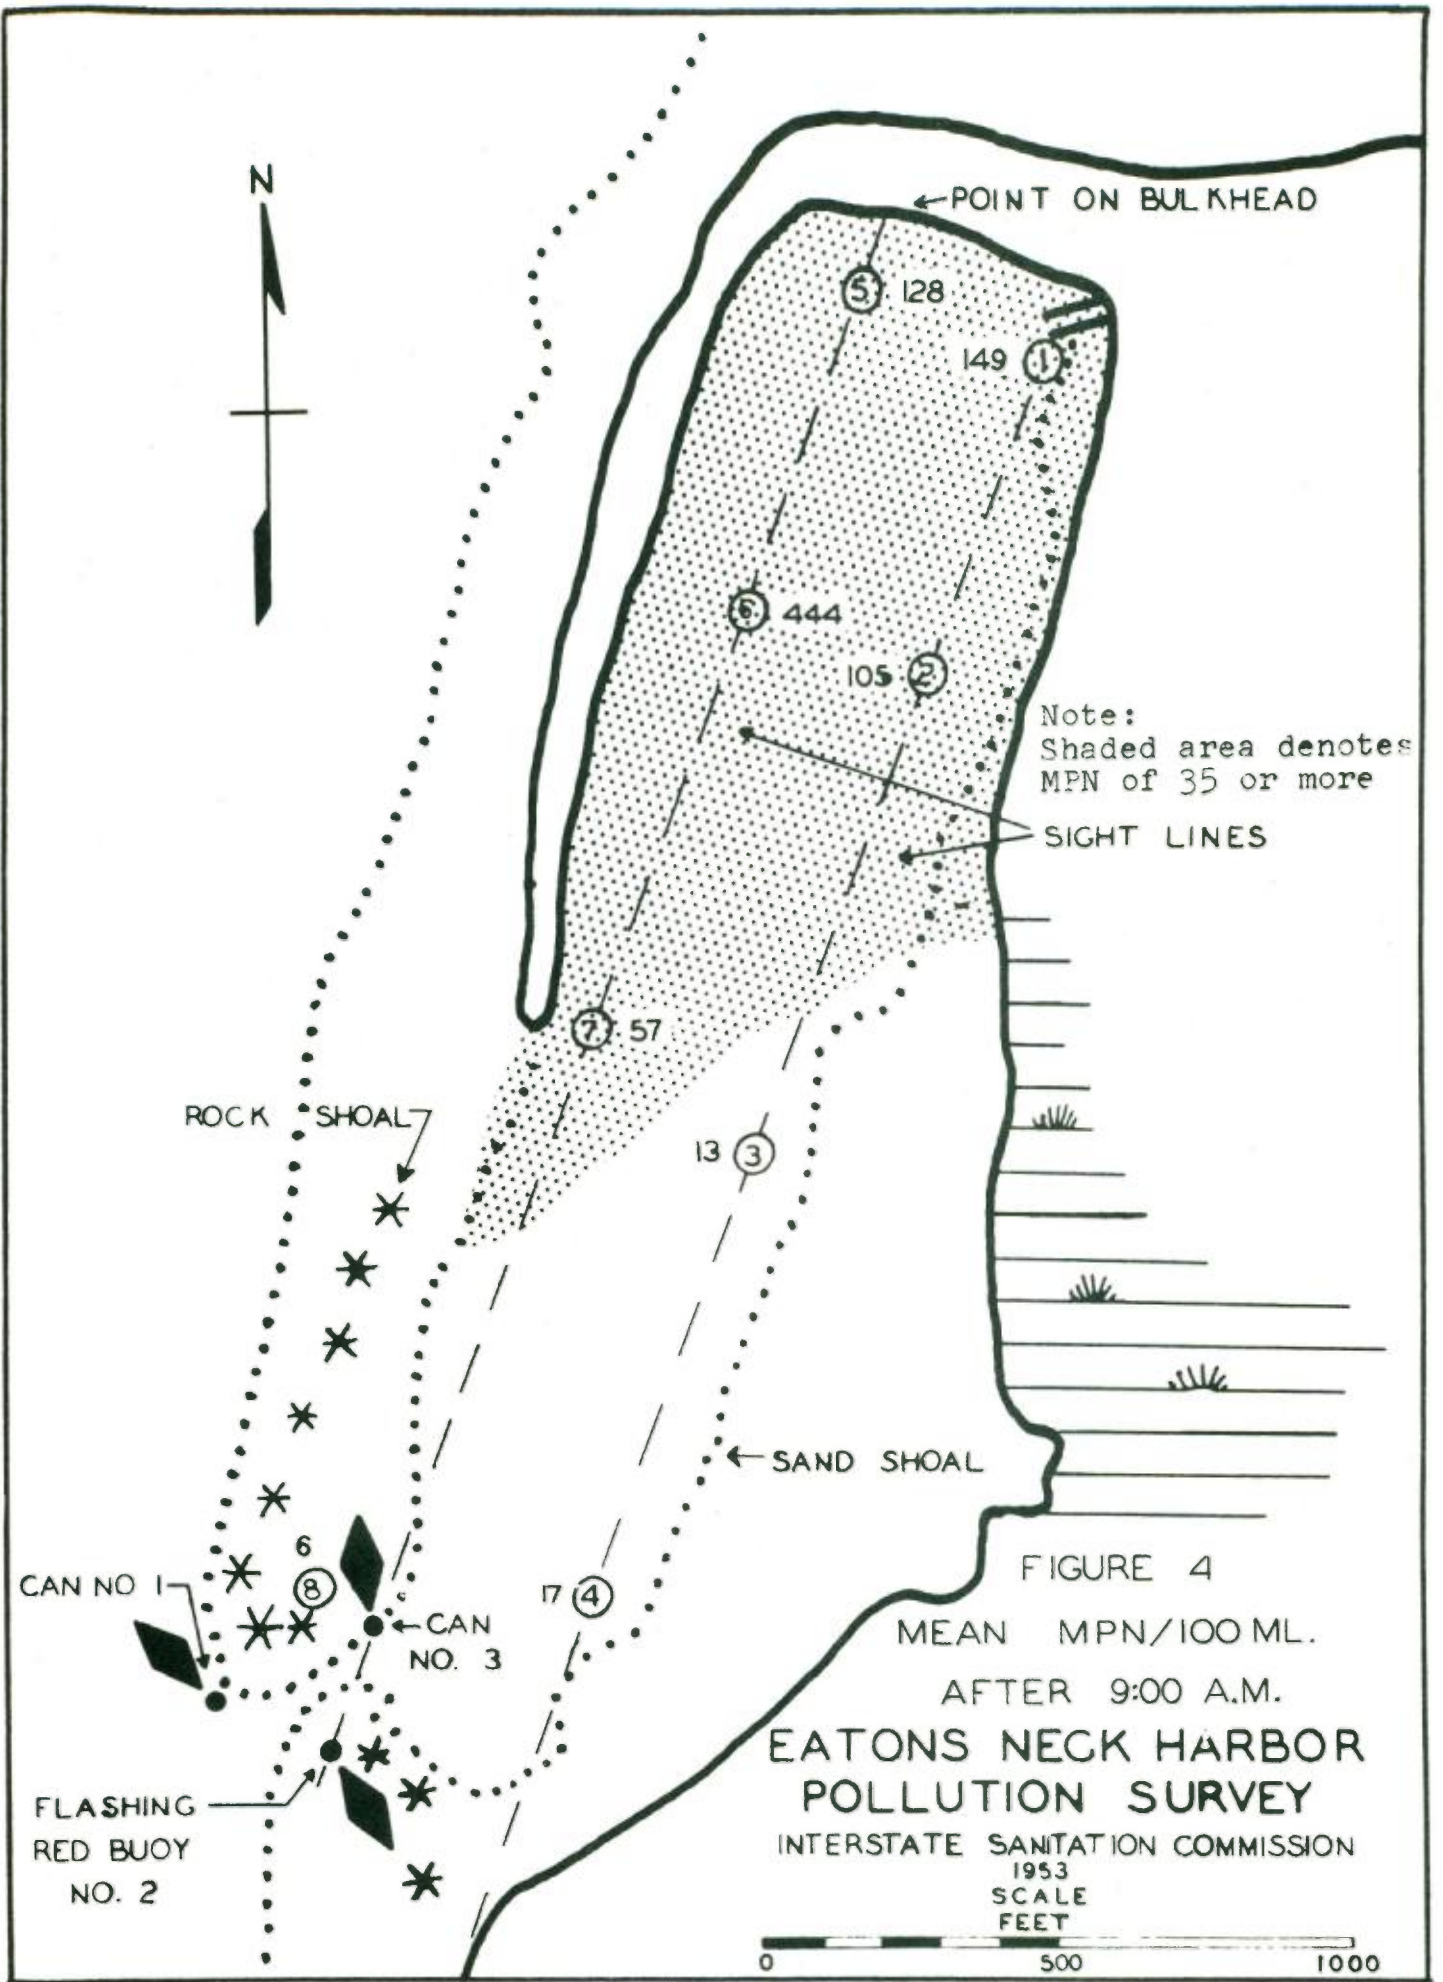 N
POINT ON BULKHEAD
5 128
149 1
6 444
105 2
Note:
Shaded area denotes
MPN of 35 or more
SIGHT LINES
7 57
ROCK SHOAL
13 3
SAND SHOAL
6
8
CAN NO 1
17 4
CAN
NO. 3
FLASHING
RED BUOY
NO. 2
FIGURE 4
MEAN MPN/100 ML.
AFTER 9:00 A.M.
EATONS NECK HARBOR
POLLUTION SURVEY
INTERSTATE SANITATION COMMISSION
1953
SCALE
FEET
0 500 1000